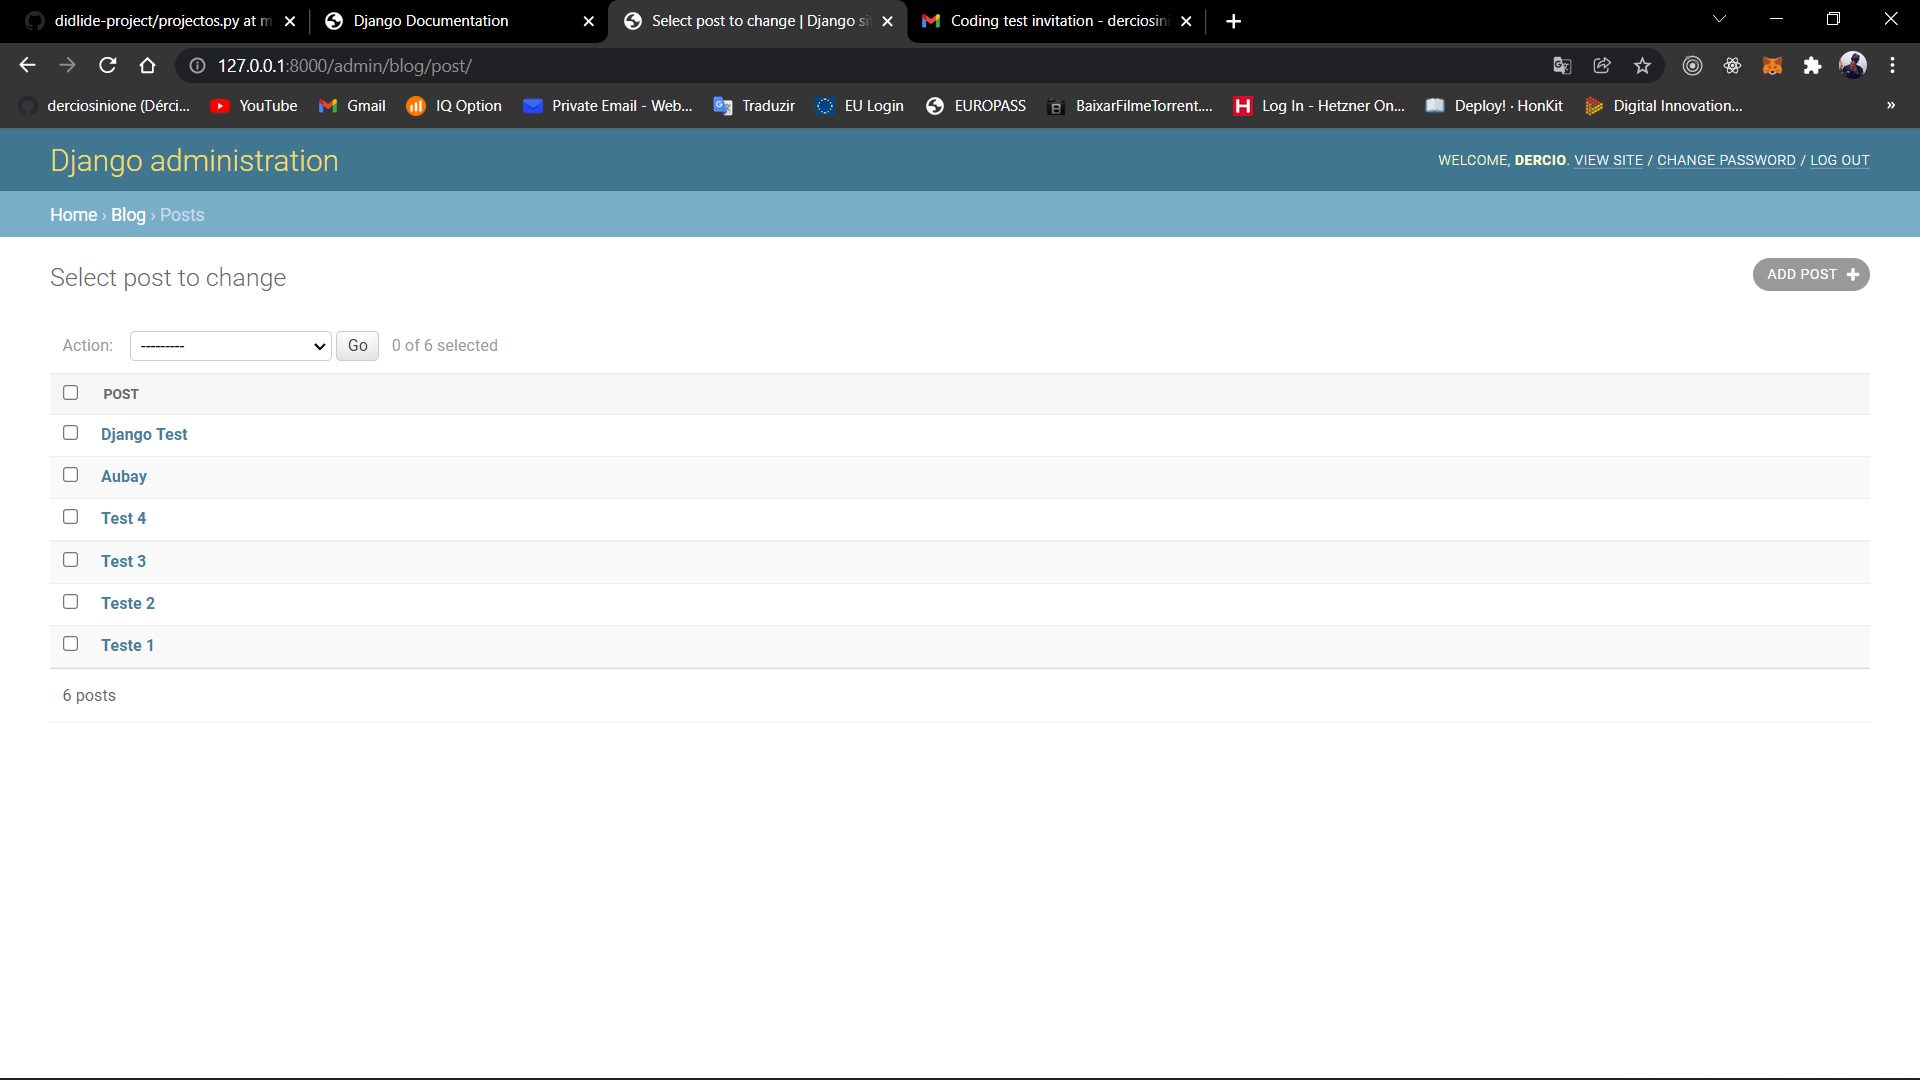 didlide-project/projectos.py at m
Django Documentation
Select post to change | Django si
Coding test invitation - derciosini
127.0.0.1:8000/admin/blog/post/
derciosinione (Dérci...
YouTube
Gmail
IQ Option
Private Email - Web...
Traduzir
EU Login
EUROPASS
BaixarFilmeTorrent....
Log In - Hetzner On...
Deploy! · HonKit
Digital Innovation...
»
Django administration
WELCOME, DERCIO. VIEW SITE / CHANGE PASSWORD / LOG OUT
Home › Blog › Posts
Select post to change
ADD POST +
Action: --------- Go 0 of 6 selected
POST
Django Test
Aubay
Test 4
Test 3
Teste 2
Teste 1
6 posts